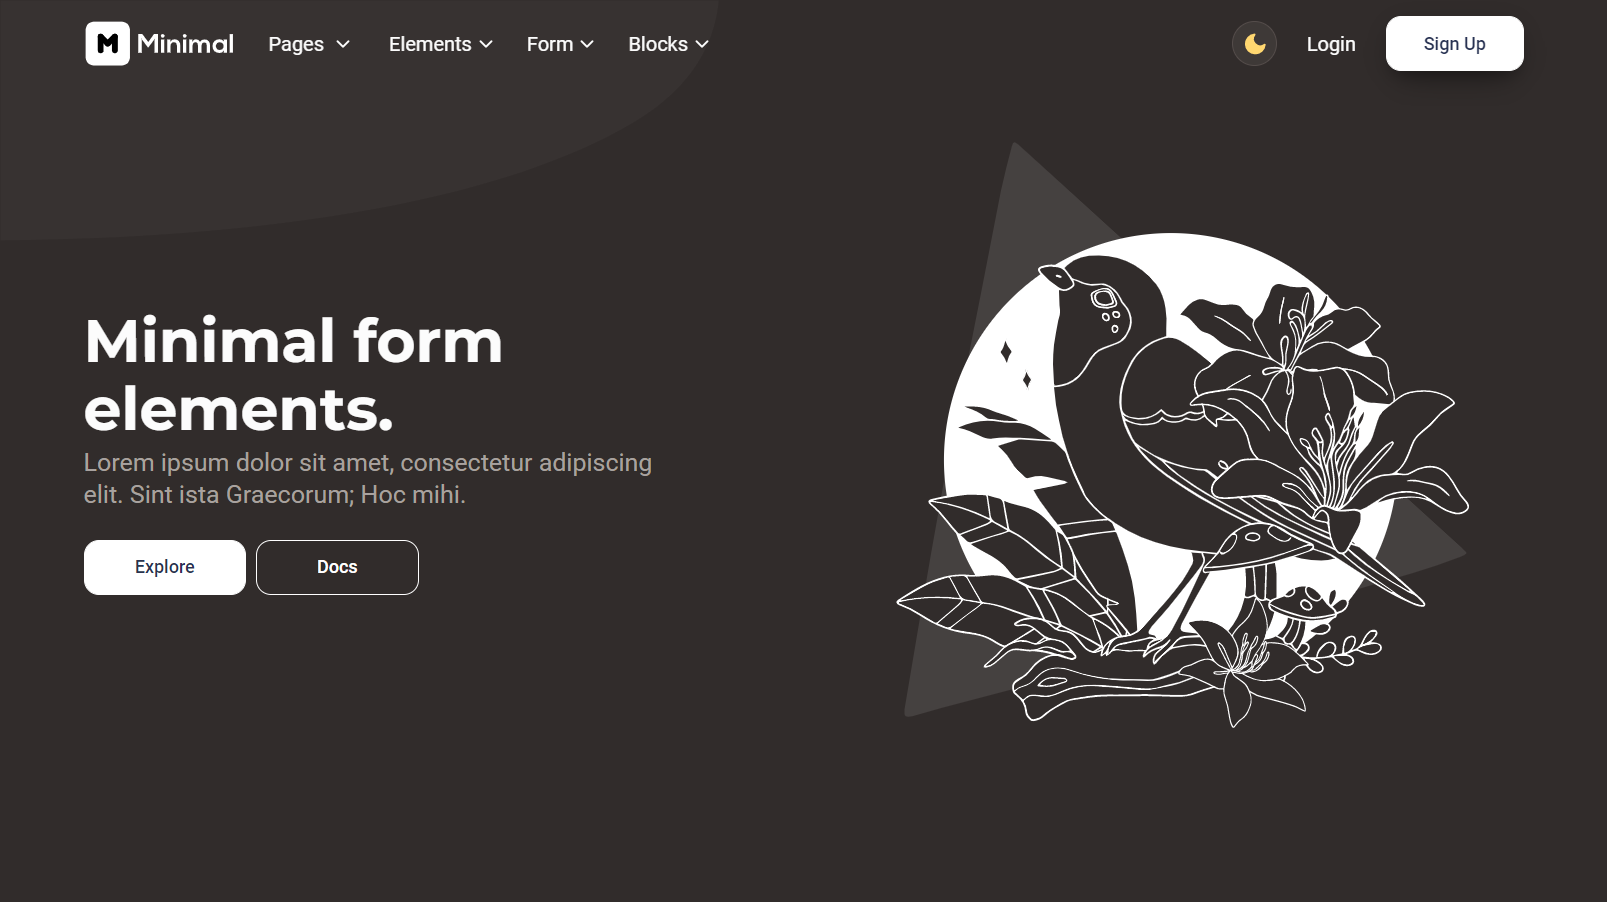 M Minimal Pages Elements Form Blocks Login Sign Up
Minimal form
elements.
Lorem ipsum dolor sit amet, consectetur adipiscing
elit. Sint ista Graecorum; Hoc mihi.
Explore Docs